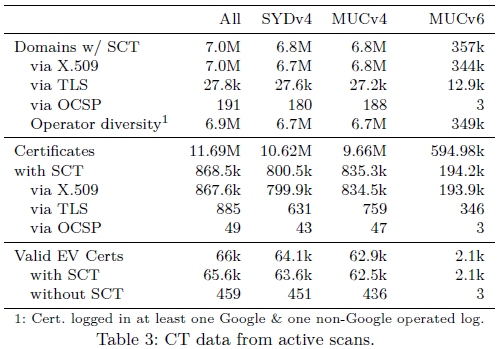 All SYDv4 MUCv4 MUCv6
Domains w/ SCT 7.0M 6.8M 6.8M 357k
via X.509 7.0M 6.7M 6.8M 344k
via TLS 27.8k 27.6k 27.2k 12.9k
via OCSP 191 180 188 3
Operator diversity1 6.9M 6.7M 6.7M 349k
Certificates 11.69M 10.62M 9.66M 594.98k
with SCT 868.5k 800.5k 835.3k 194.2k
via X.509 867.6k 799.9k 834.5k 193.9k
via TLS 885 631 759 346
via OCSP 49 43 47 3
Valid EV Certs 66k 64.1k 62.9k 2.1k
with SCT 65.6k 63.6k 62.5k 2.1k
without SCT 459 451 436 3
1: Cert. logged in at least one Google & one non-Google operated log.
Table 3: CT data from active scans.